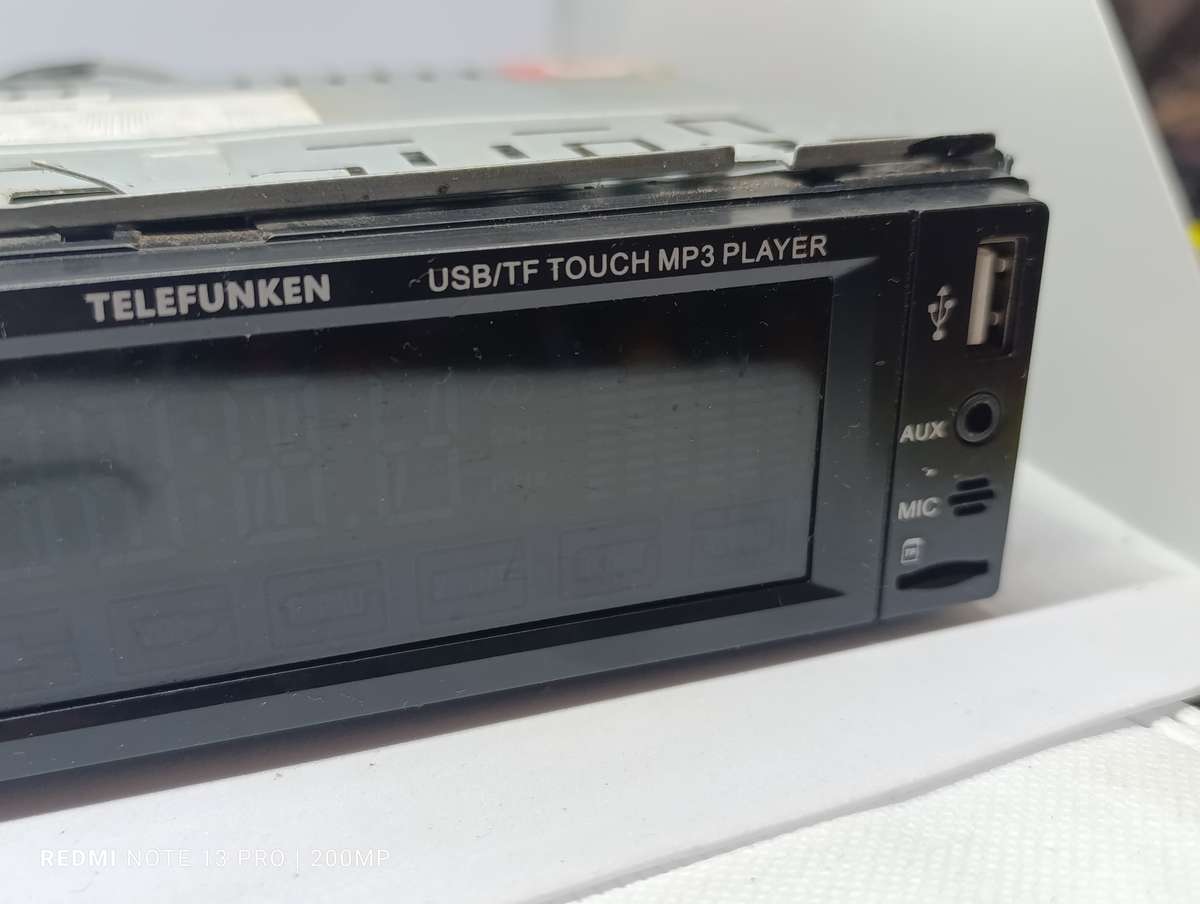 TELEFUNKEN
USB/TF TOUCH MP3 PLAYER
AUX
MIC
REDMI NOTE 13 PRO | 200MP